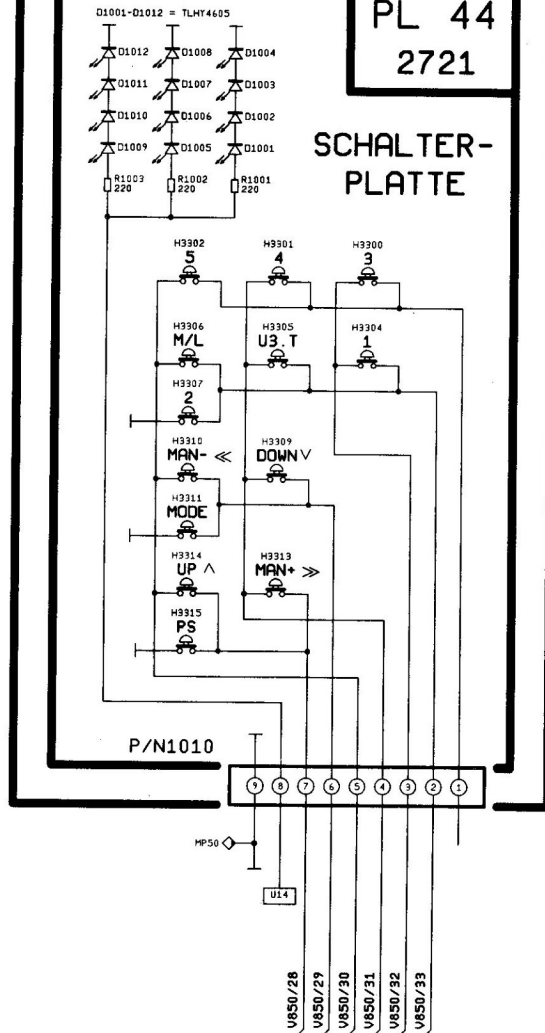 D1001-D1012 = TLHY4605
PL 44
2721
D1012 D1008 D1004
D1011 D1007 D1003
D1010 D1006 D1002
D1009 D1005 D1001
R1003 R1002 R1001
220 220 220
SCHALTER-
PLATTE
H3302 H3301 H3300
5 4 3
H3306 H3305 H3304
M/L U3.T 1
H3307
2
H3310 H3309
MAN- << DOWN V
H3311
MODE
H3314 H3313
UP ^ MAN+ >>
H3315
PS
P/N1010
9 8 7 6 5 4 3 2 1
MP50
U14
V850/28
V850/29
V850/30
V850/31
V850/32
V850/33